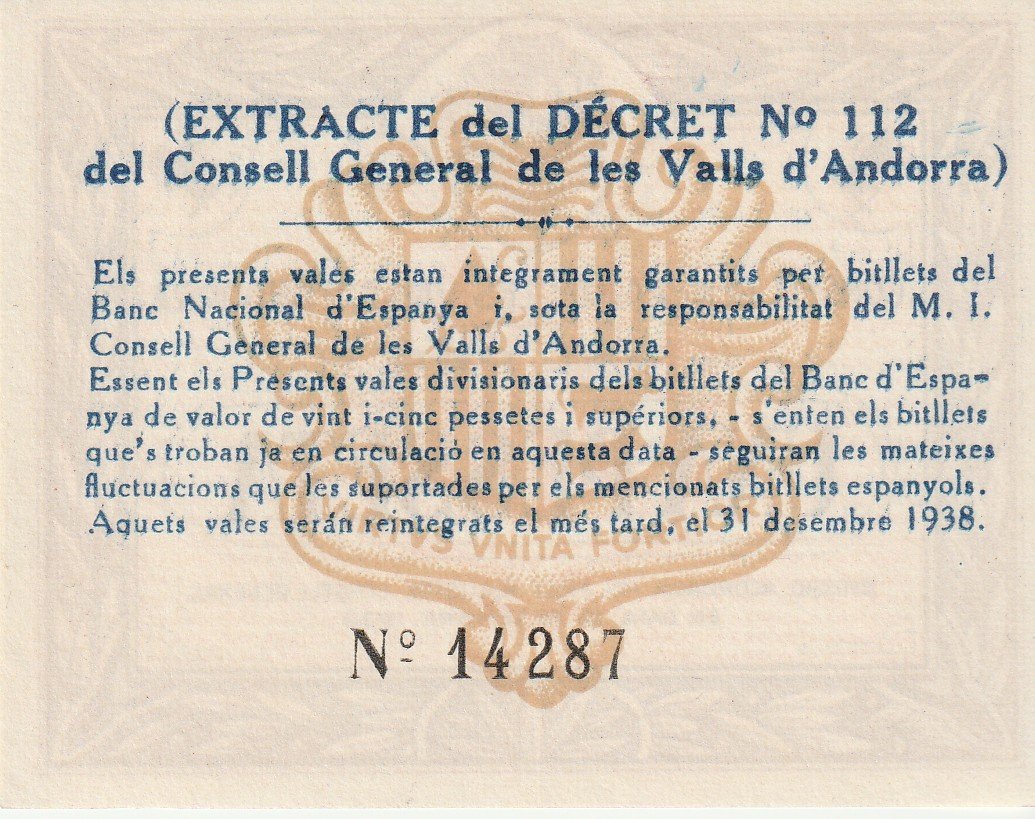 (EXTRACTE del DÉCRET Nº 112
del Consell General de les Valls d'Andorra)
Els presents valés estan integrament garantits per bitllets del
Banc Nacional d'Espanya i, sota la responsabilitat del M. I.
Consell General de les Valls d'Andorra.
Essent els Presents vales divisionaris dels bitllets del Banc d'Espa-
nya de valor de vint i-cinc pessetes i supériors, - s'enten els bitllets
que's troban ja en circulació en aquesta data - seguiran les mateixes
fluctuacions que les suportades per els mencionats bitllets espanyols.
Aquets vales serán reintegrats el més tard, el 31 desembre 1938.
VIRTVS VNITA FORTIOR
Nº 14287